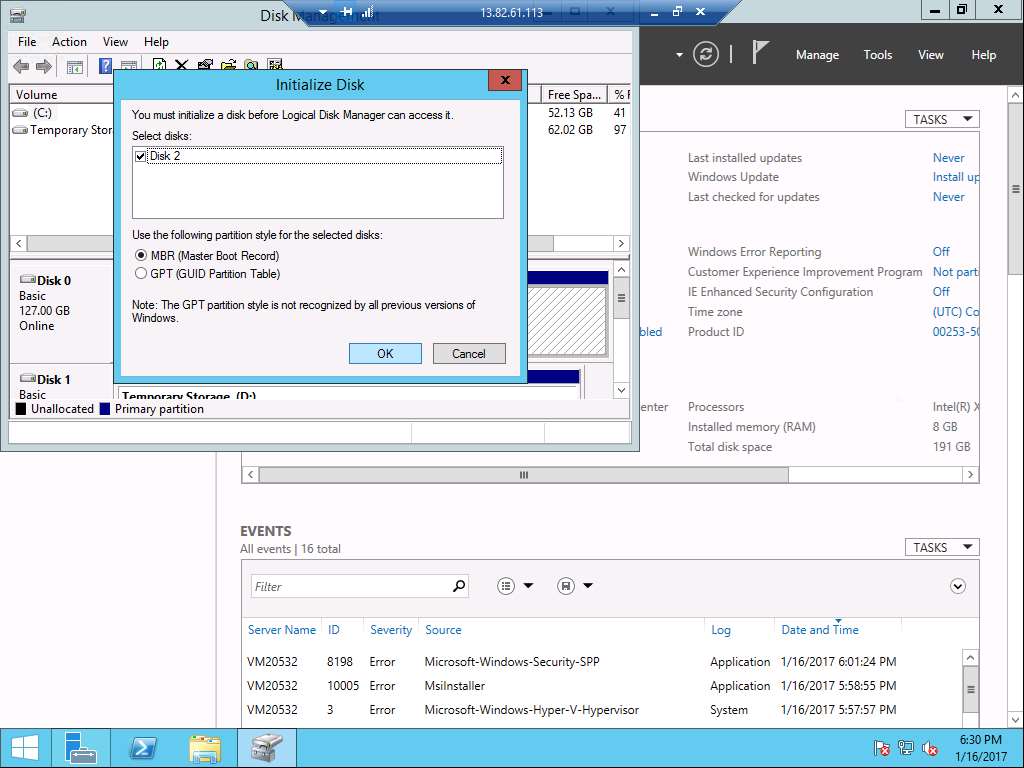 Disk Management
13.82.61.113
File Action View Help
Manage Tools View Help
Initialize Disk
X
You must initialize a disk before Logical Disk Manager can access it.
Select disks:
Disk 2
Use the following partition style for the selected disks:
MBR (Master Boot Record)
GPT (GUID Partition Table)
Note: The GPT partition style is not recognized by all previous versions of
Windows.
OK Cancel
Volume Free Spa... %
(C:) 52.13 GB 41
Temporary Stor 62.02 GB 97
Disk 0
Basic
127.00 GB
Online
Disk 1
Basic
Temporary Storage (D:)
Unallocated Primary partition
TASKS
Last installed updates Never
Windows Update Install up
Last checked for updates Never
Windows Error Reporting Off
Customer Experience Improvement Program Not parti
IE Enhanced Security Configuration Off
Time zone (UTC) Co
bled Product ID 00253-50
enter Processors Intel(R) X
Installed memory (RAM) 8 GB
Total disk space 191 GB
EVENTS
All events | 16 total
TASKS
Filter
Server Name ID Severity Source Log Date and Time
VM20532 8198 Error Microsoft-Windows-Security-SPP Application 1/16/2017 6:01:24 PM
VM20532 10005 Error MsiInstaller Application 1/16/2017 5:58:55 PM
VM20532 3 Error Microsoft-Windows-Hyper-V-Hypervisor System 1/16/2017 5:57:57 PM
6:30 PM
1/16/2017